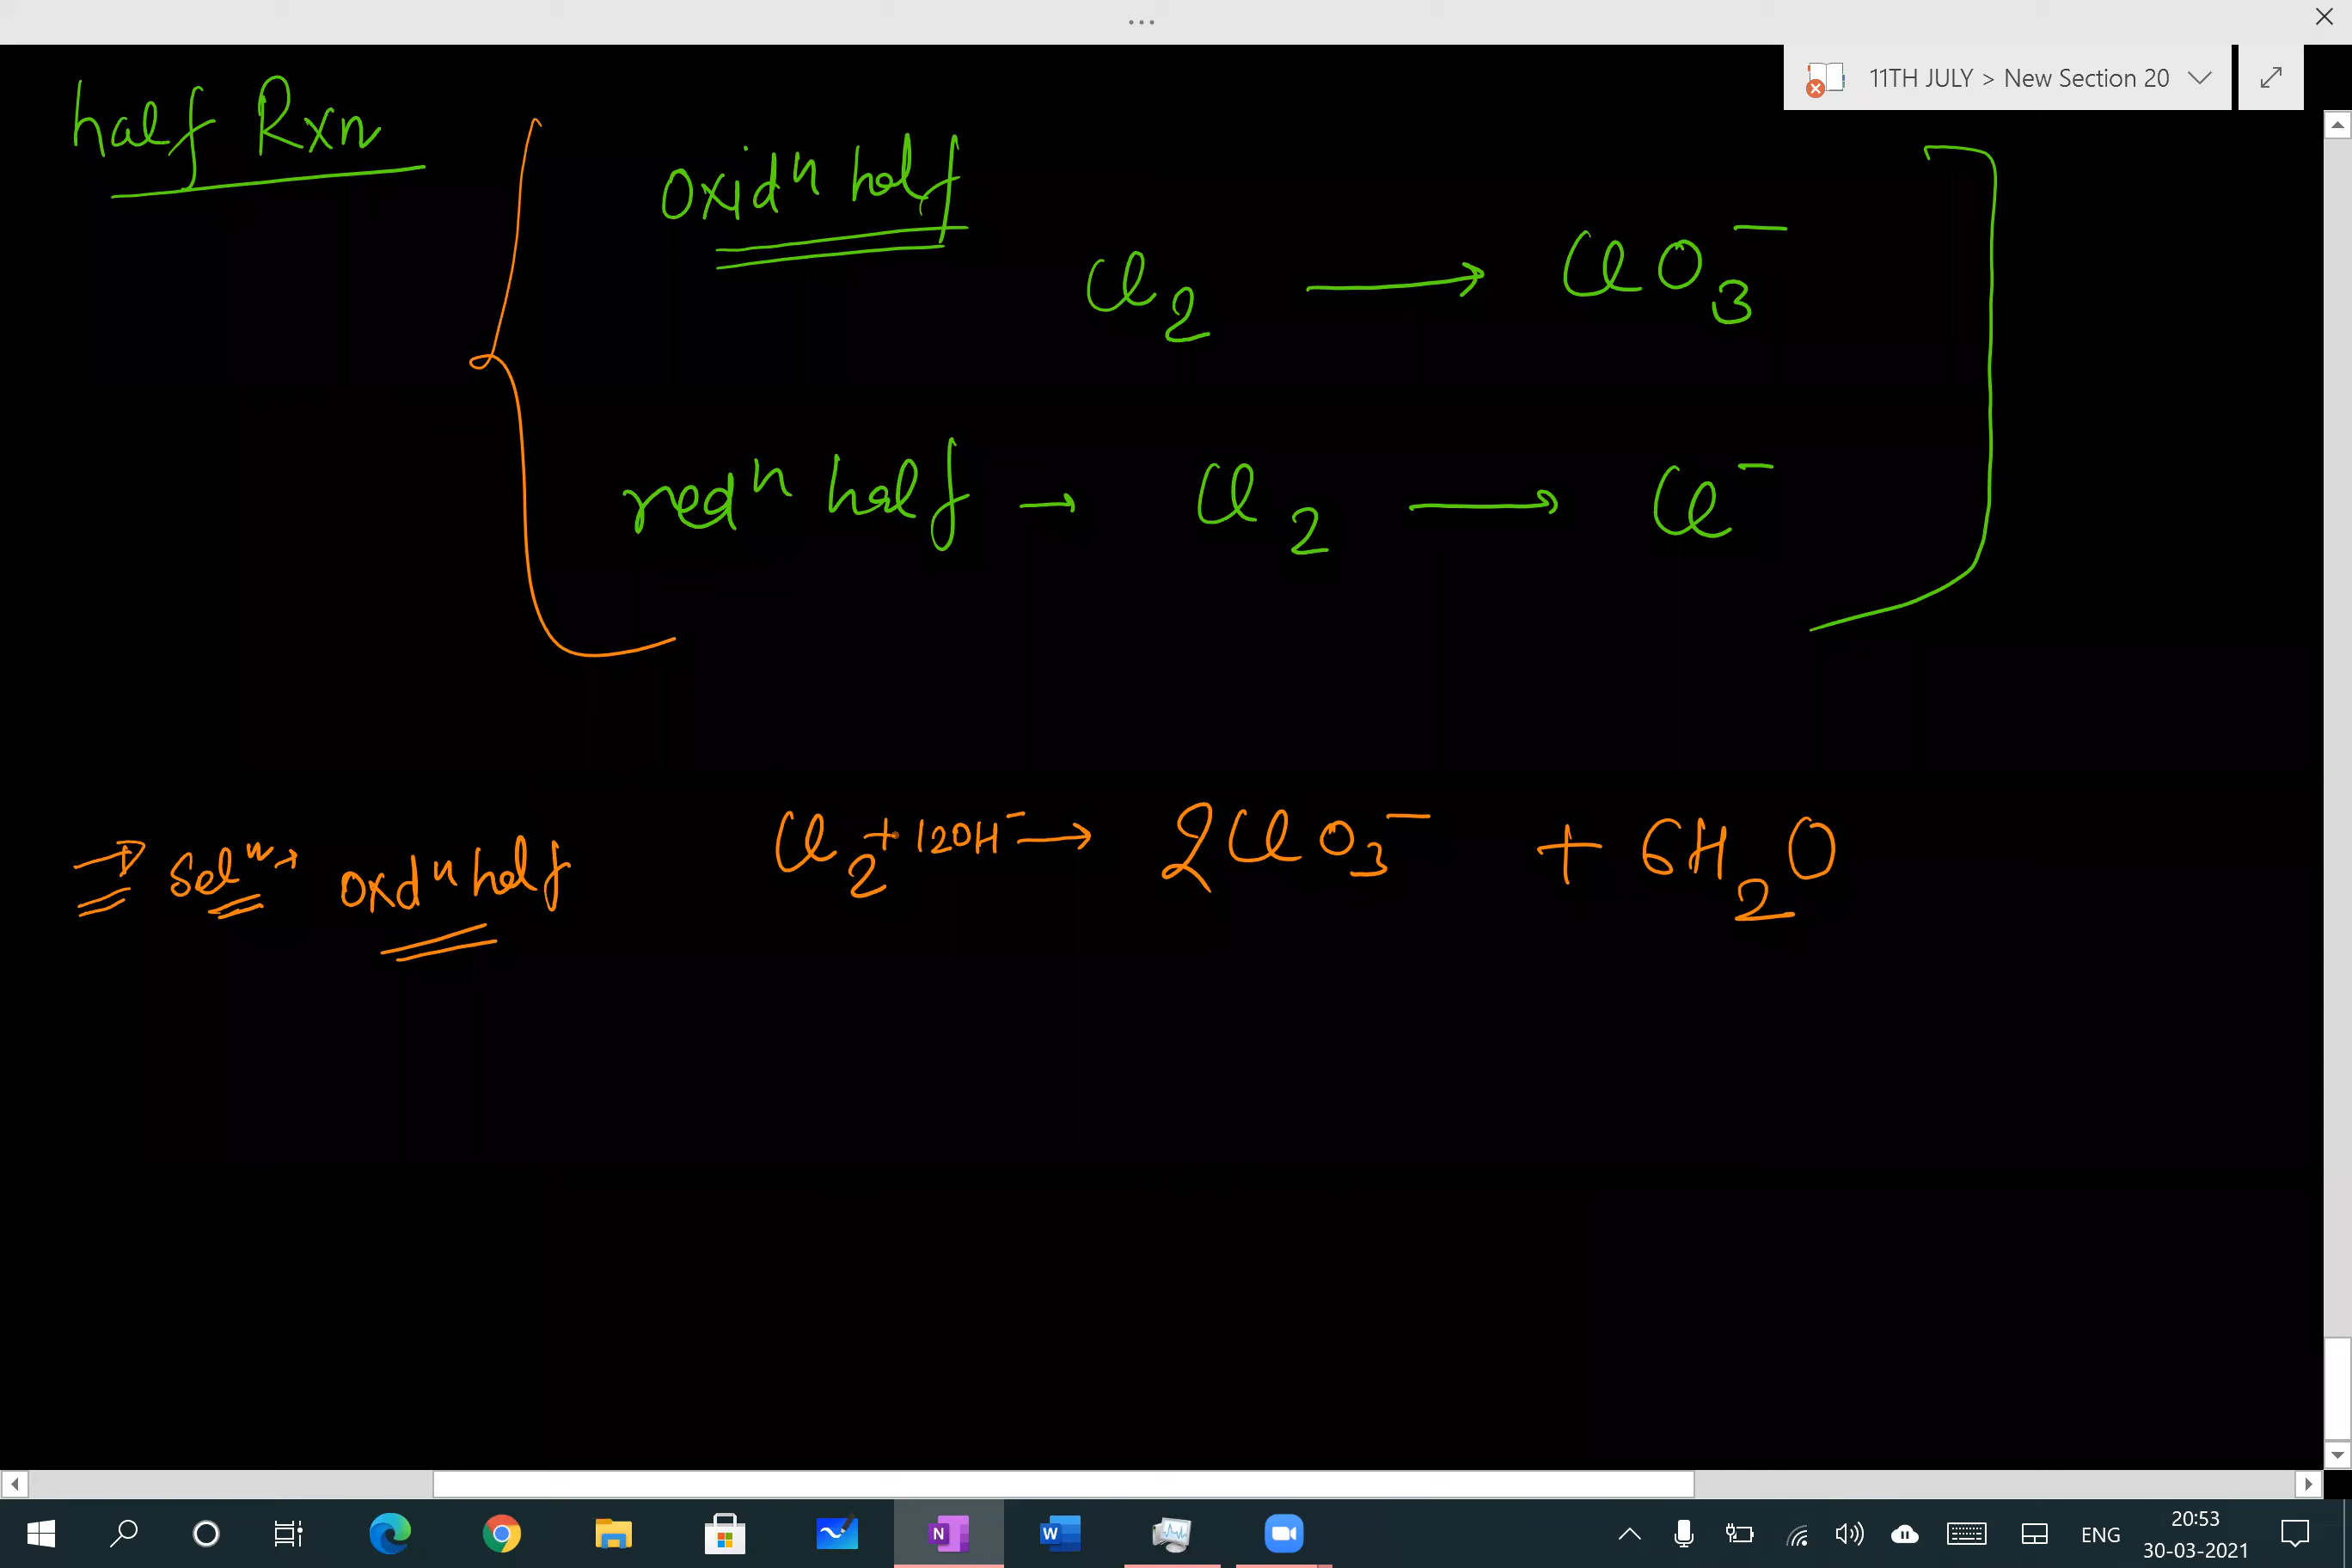 ...
11TH JULY > New Section 20
half Rxn
oxidⁿ half
Cl₂ ⟶ ClO₃⁻
redⁿ half → Cl₂ ⟶ Cl⁻
⇒ Solⁿ → oxdⁿ half Cl₂ + 12OH⁻ ⟶ 2ClO₃⁻ + 6H₂O
N
W
ENG
20:53
30-03-2021